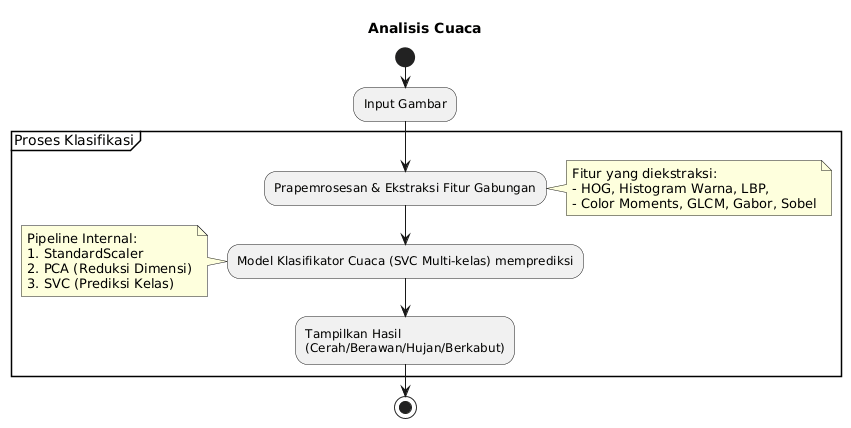 Analisis Cuaca
Input Gambar
Proses Klasifikasi
Prapemrosesan & Ekstraksi Fitur Gabungan
Fitur yang diekstraksi:
- HOG, Histogram Warna, LBP,
- Color Moments, GLCM, Gabor, Sobel
Pipeline Internal:
1. StandardScaler
2. PCA (Reduksi Dimensi)
3. SVC (Prediksi Kelas)
Model Klasifikator Cuaca (SVC Multi-kelas) memprediksi
Tampilkan Hasil
(Cerah/Berawan/Hujan/Berkabut)